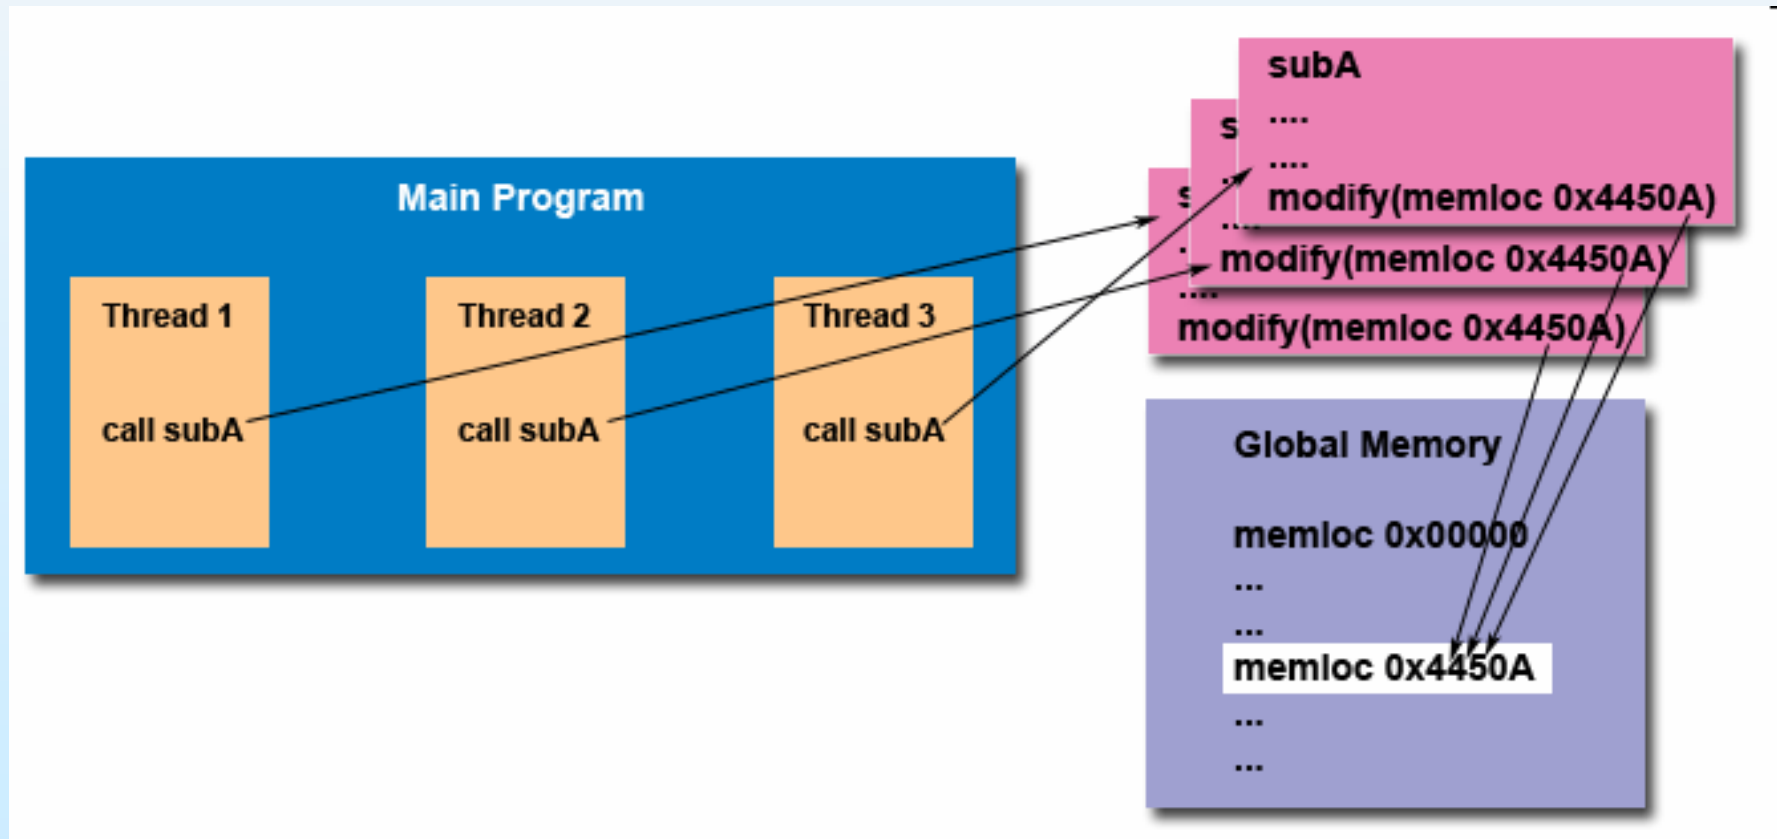 Main Program
Thread 1
call subA
Thread 2
call subA
Thread 3
call subA
subA
....
....
modify(memloc 0x4450A)
....
modify(memloc 0x4450A)
....
modify(memloc 0x4450A)
Global Memory
memloc 0x00000
...
...
memloc 0x4450A
...
...